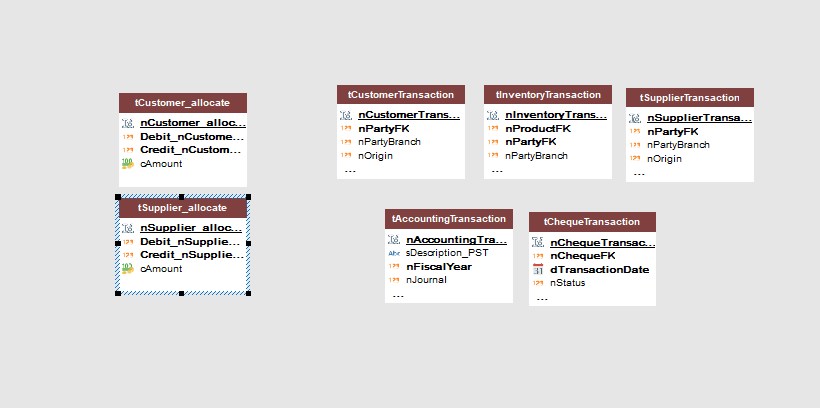 tCustomer_allocate
nCustomer_alloc...
Debit_nCustome...
Credit_nCustom...
cAmount
tSupplier_allocate
nSupplier_alloc...
Debit_nSupplie...
Credit_nSupplie...
cAmount
tCustomerTransaction
nCustomerTrans...
nPartyFK
nPartyBranch
nOrigin
...
tInventoryTransaction
nInventoryTrans...
nProductFK
nPartyFK
nPartyBranch
...
tSupplierTransaction
nSupplierTransa...
nPartyFK
nPartyBranch
nOrigin
...
tAccountingTransaction
nAccountingTra...
Abc sDescription_PST
nFiscalYear
nJournal
...
tChequeTransaction
nChequeTransac...
nChequeFK
dTransactionDate
nStatus
...